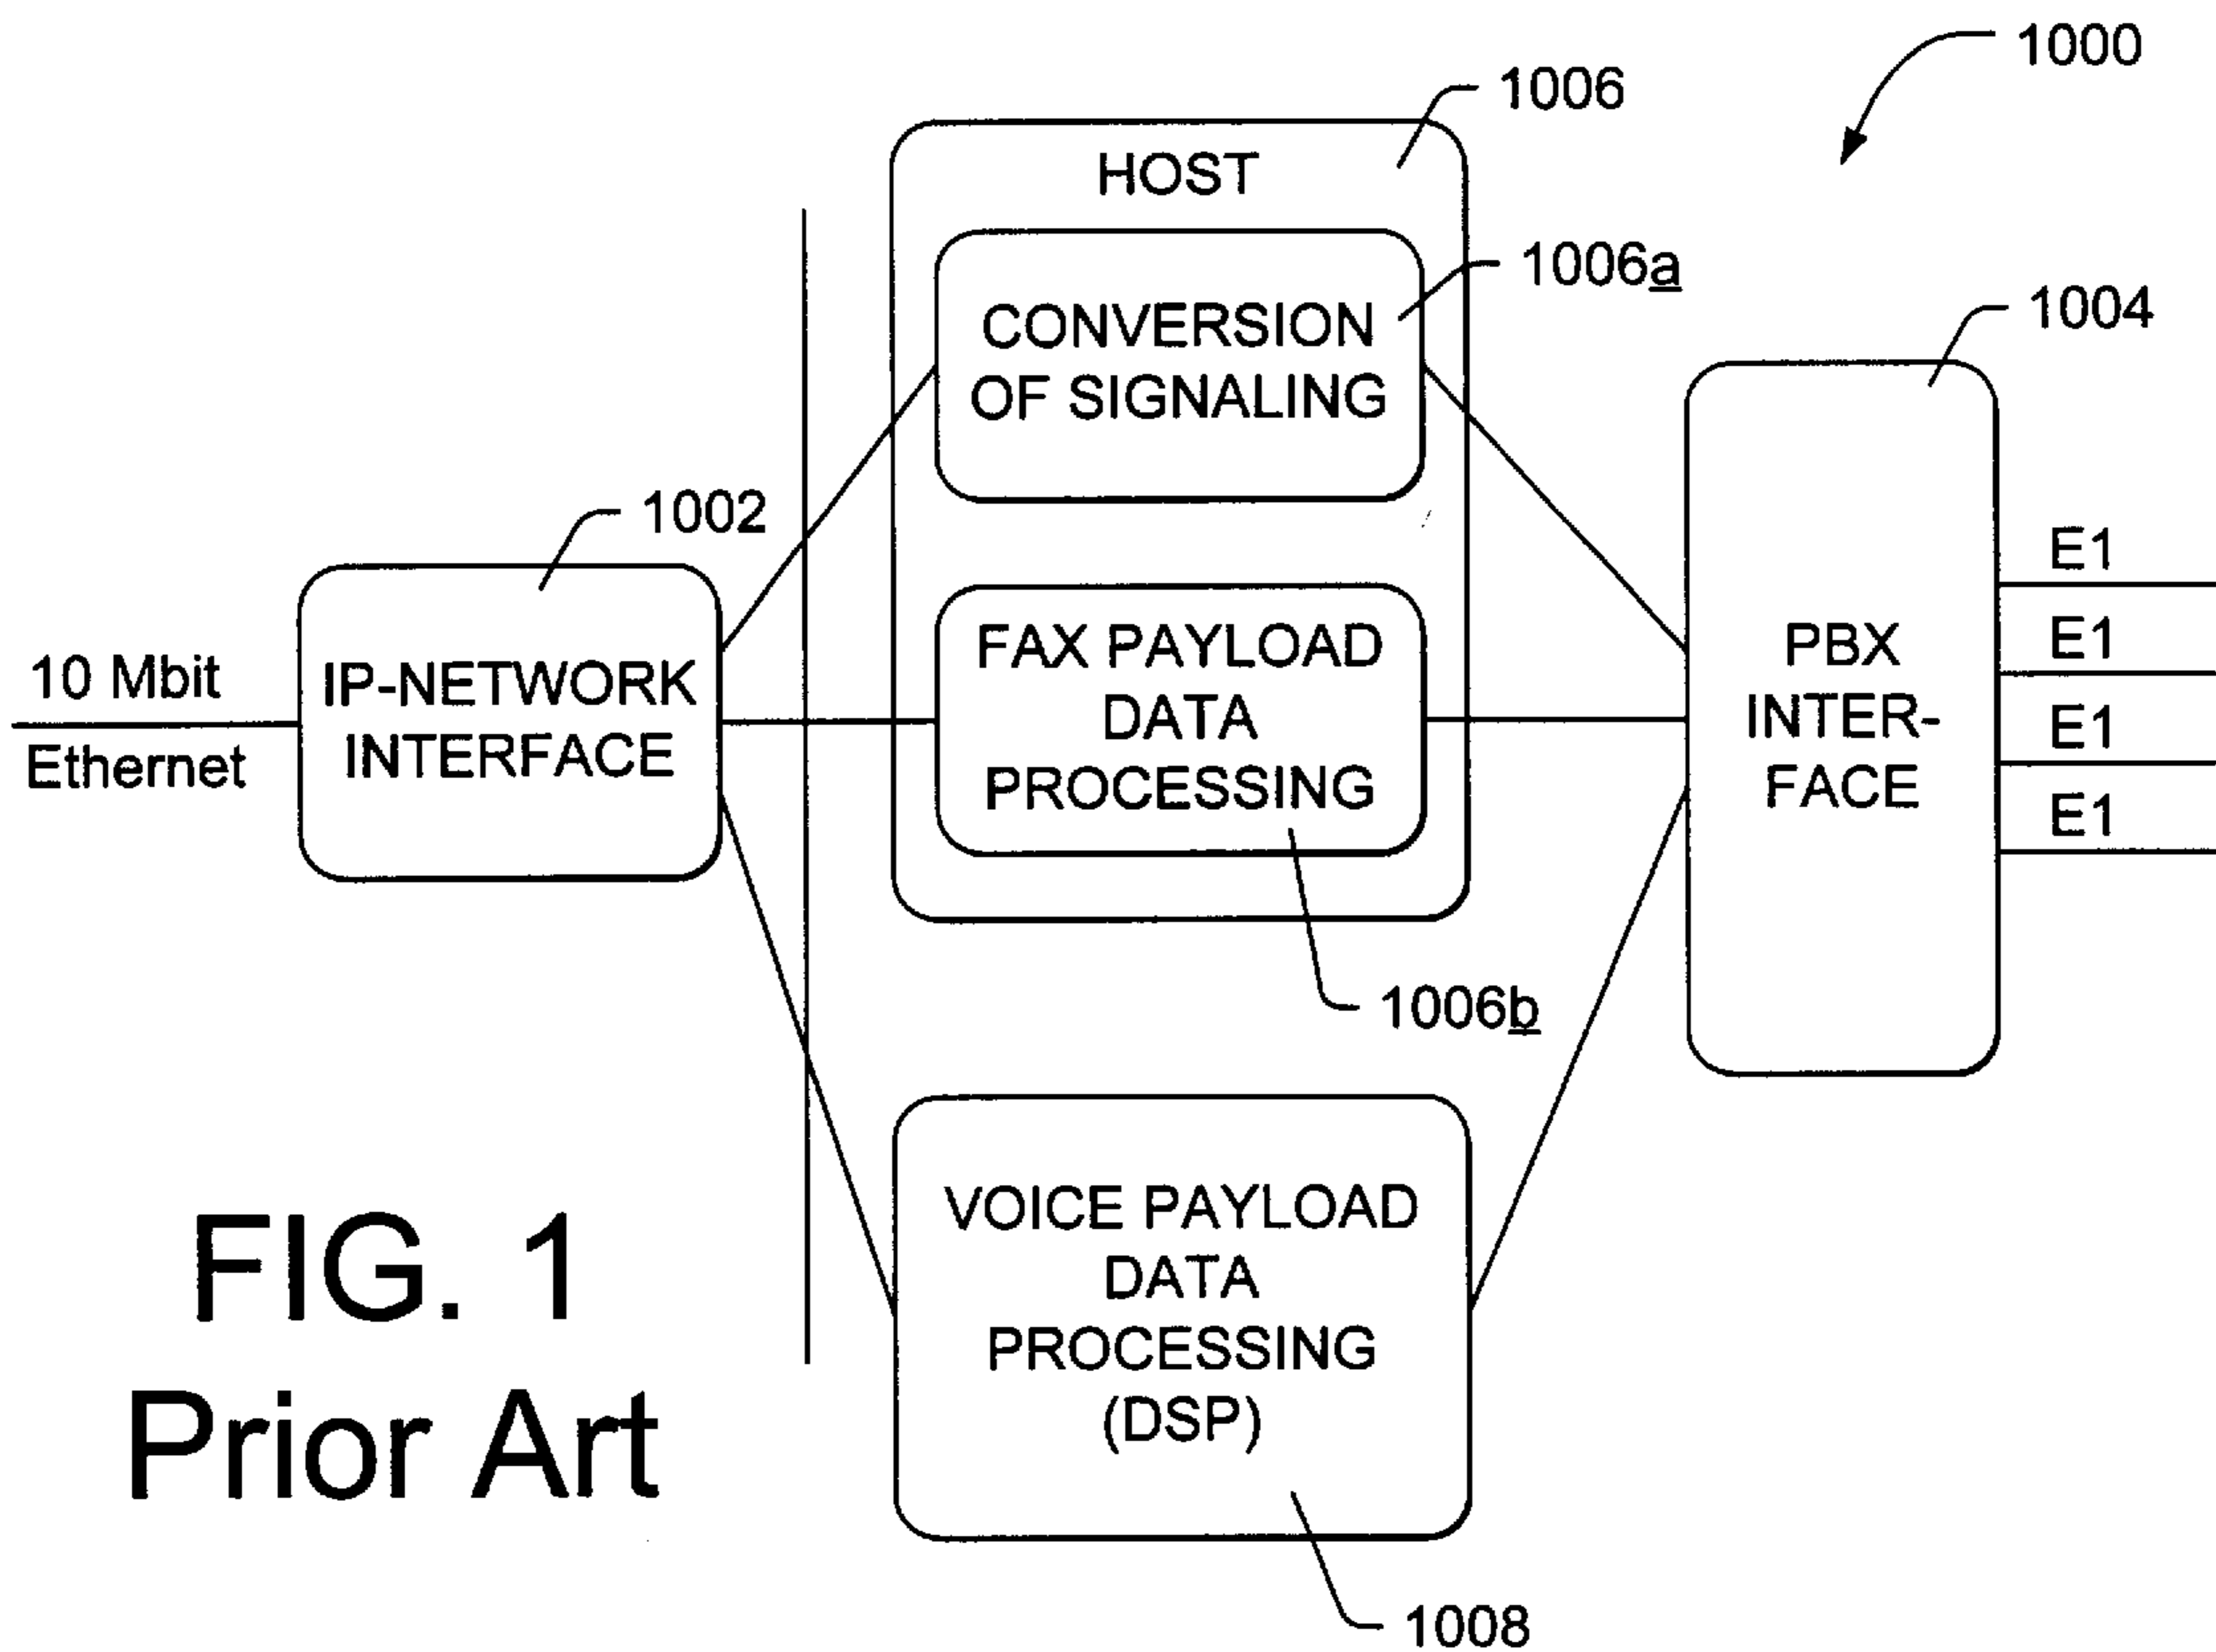 1000
1006
HOST
1006a
CONVERSION
OF SIGNALING
1004
1002
E1
10 Mbit
Ethernet
IP-NETWORK
INTERFACE
FAX PAYLOAD
DATA
PROCESSING
PBX
INTER-
FACE
E1
E1
E1
1006b
VOICE PAYLOAD
DATA
PROCESSING
(DSP)
FIG. 1
Prior Art
1008